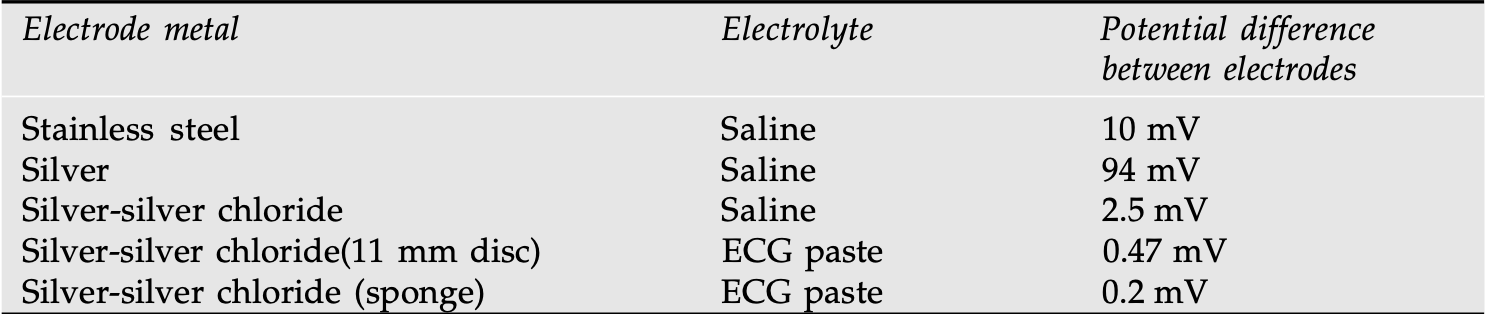 Electrode metal Electrolyte Potential difference
between electrodes
Stainless steel Saline 10 mV
Silver Saline 94 mV
Silver-silver chloride Saline 2.5 mV
Silver-silver chloride(11 mm disc) ECG paste 0.47 mV
Silver-silver chloride (sponge) ECG paste 0.2 mV